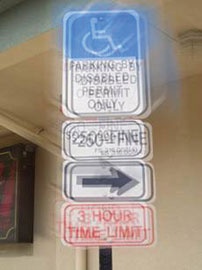 PARKING BY
DISABLED
PERMIT
ONLY
250 FINE
3 HOUR
TIME LIMIT